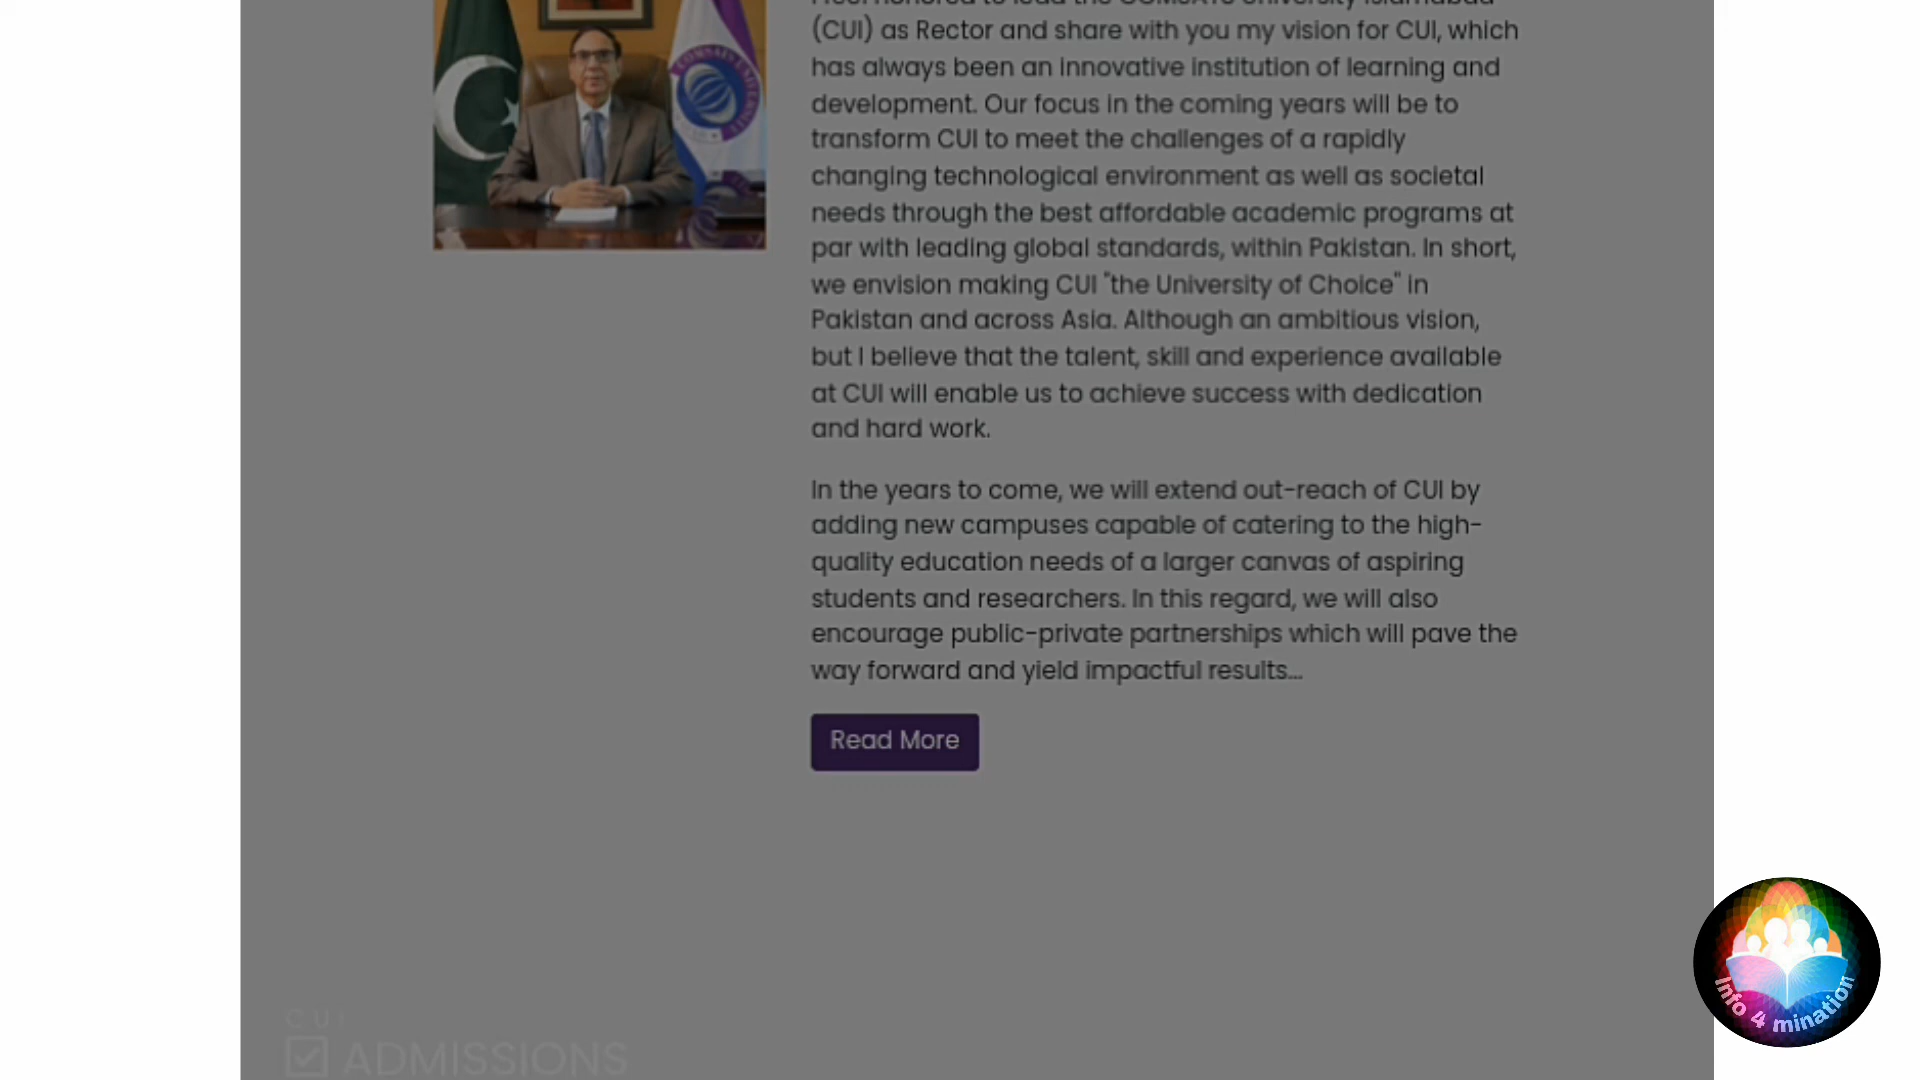 I feel honored to lead the COMSATS University Islamabad
(CUI) as Rector and share with you my vision for CUI, which
has always been an innovative institution of learning and
development. Our focus in the coming years will be to
transform CUI to meet the challenges of a rapidly
changing technological environment as well as societal
needs through the best affordable academic programs at
par with leading global standards, within Pakistan. In short,
we envision making CUI "the University of Choice" in
Pakistan and across Asia. Although an ambitious vision,
but I believe that the talent, skill and experience available
at CUI will enable us to achieve success with dedication
and hard work.
In the years to come, we will extend out-reach of CUI by
adding new campuses capable of catering to the high-
quality education needs of a larger canvas of aspiring
students and researchers. In this regard, we will also
encourage public-private partnerships which will pave the
way forward and yield impactful results...
Read More
CUI
ADMISSIONS
Info 4 mination